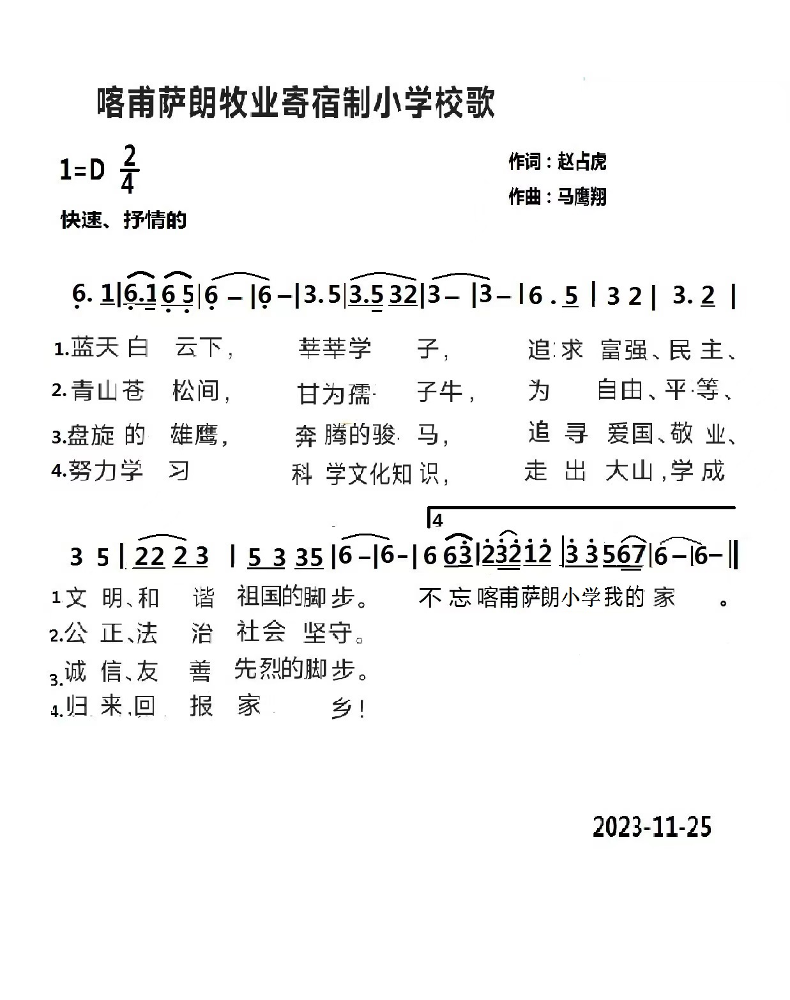 喀甫萨朗牧业寄宿制小学校歌
1=D 2/4
作词：赵占虎
作曲：马鹰翔
快速、抒情的
6. 1|6.1 6 5|6 –|6 –|3. 5|3.5 32|3 –|3 –|6 . 5| 3 2 | 3. 2 |
1.蓝天 白 云下， 莘莘学 子， 追 求 富强、民 主、
2.青山苍 松间， 甘为孺 子牛， 为 自由、平等、
3.盘旋 的 雄鹰， 奔 腾的骏 马， 追 寻 爱国、敬 业、
4.努力学 习 科 学文化知 识， 走 出 大山,学 成
4
3 5 | 22 2 3 | 5 3 35 |6 –|6 –| 6 63|23212 |3 3 567|6 –|6 –‖
1 文 明、和 谐 祖国的脚 步。 不 忘 喀甫萨朗小学我的 家 。
2.公 正、法 治 社会 坚守。
3.诚 信、友 善 先烈的脚 步。
4.归 来,回 报 家 乡！
2023-11-25